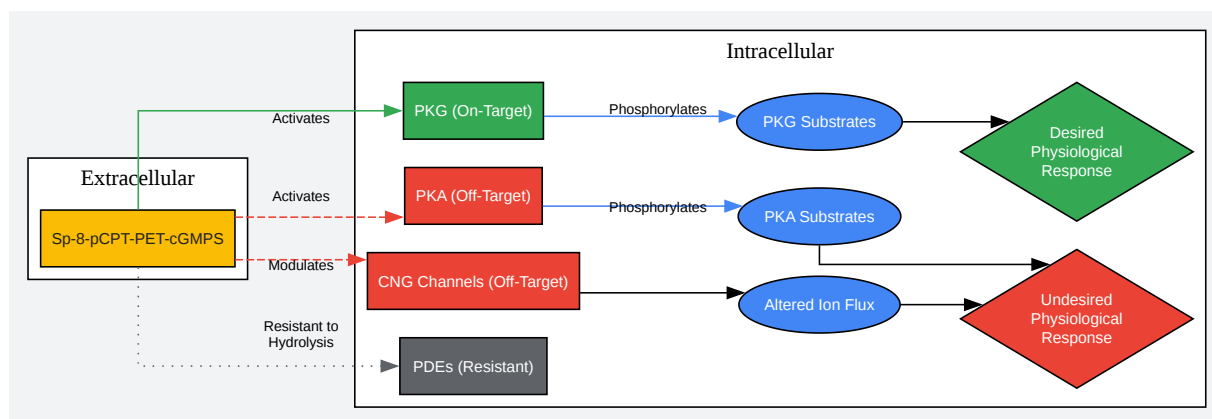 Intracellular
Extracellular
Sp-8-pCPT-PET-cGMPS
Activates
PKG (On-Target)
Phosphorylates
PKG Substrates
Desired
Physiological
Response
Activates
PKA (Off-Target)
Phosphorylates
PKA Substrates
Modulates
CNG Channels (Off-Target)
Altered Ion Flux
Undesired
Physiological
Response
Resistant to
Hydrolysis
PDEs (Resistant)